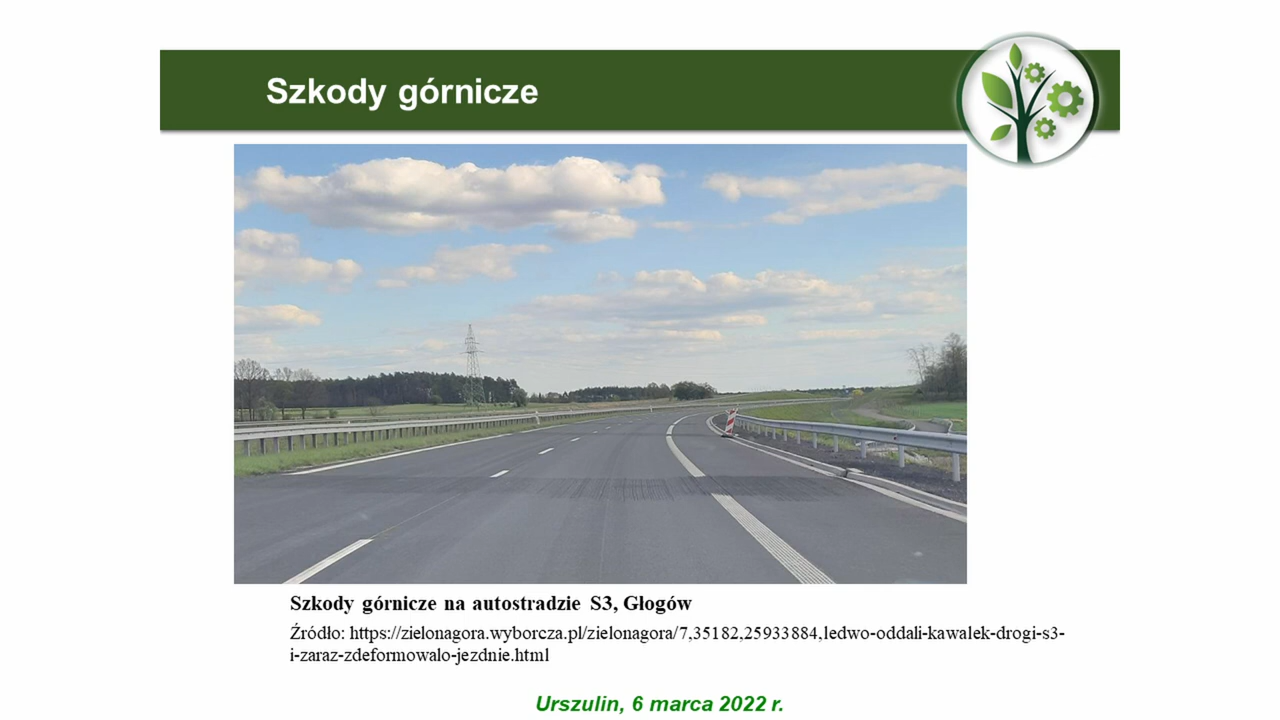 Szkody górnicze
Szkody górnicze na autostradzie S3, Głogów
Źródło: https://zielonagora.wyborcza.pl/zielonagora/7,35182,25933884,ledwo-oddali-kawalek-drogi-s3-
i-zaraz-zdeformowalo-jezdnie.html
Urszulin, 6 marca 2022 r.